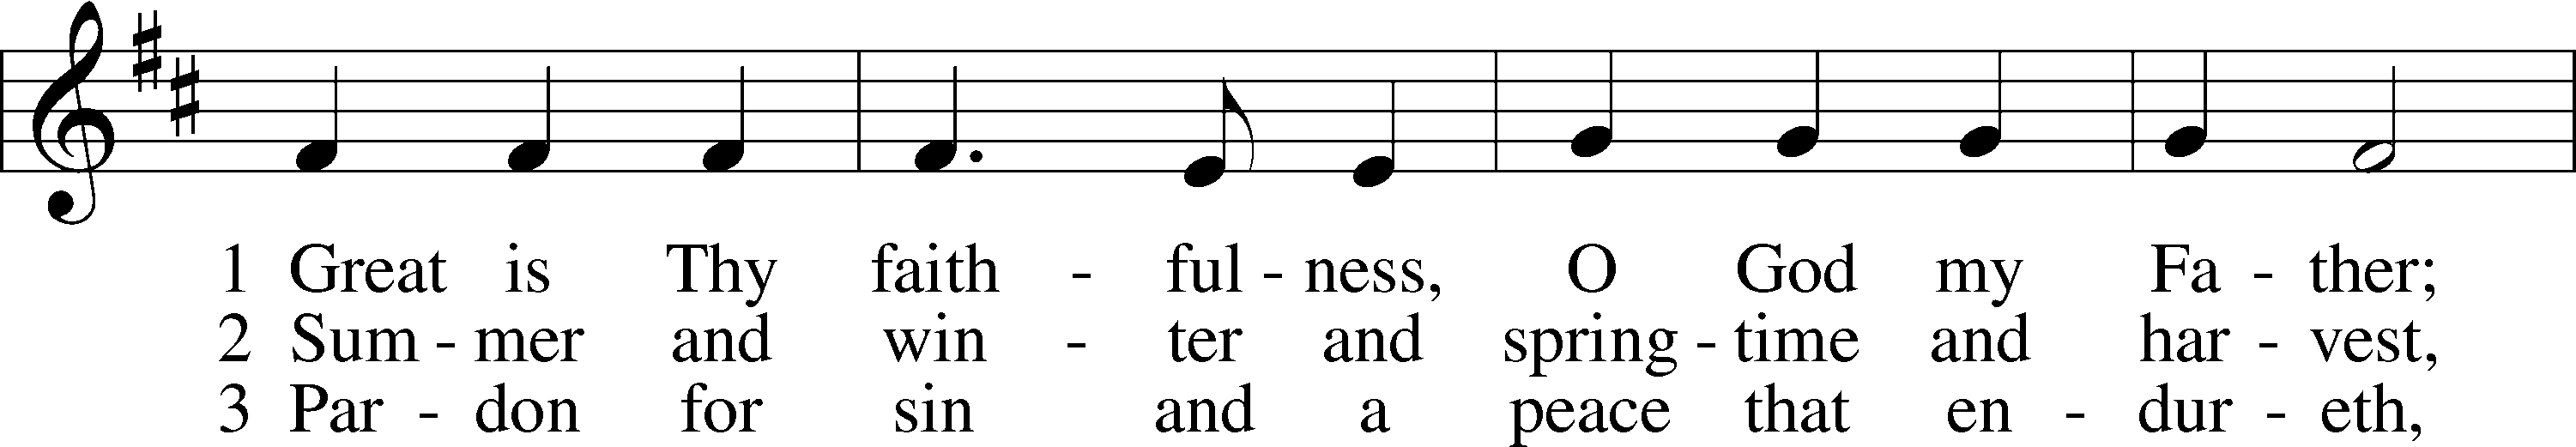 1 Great is Thy faith - ful - ness, O God my Fa - ther;
2 Sum - mer and win - ter and spring - time and har - vest,
3 Par - don for sin and a peace that en - dur - eth,